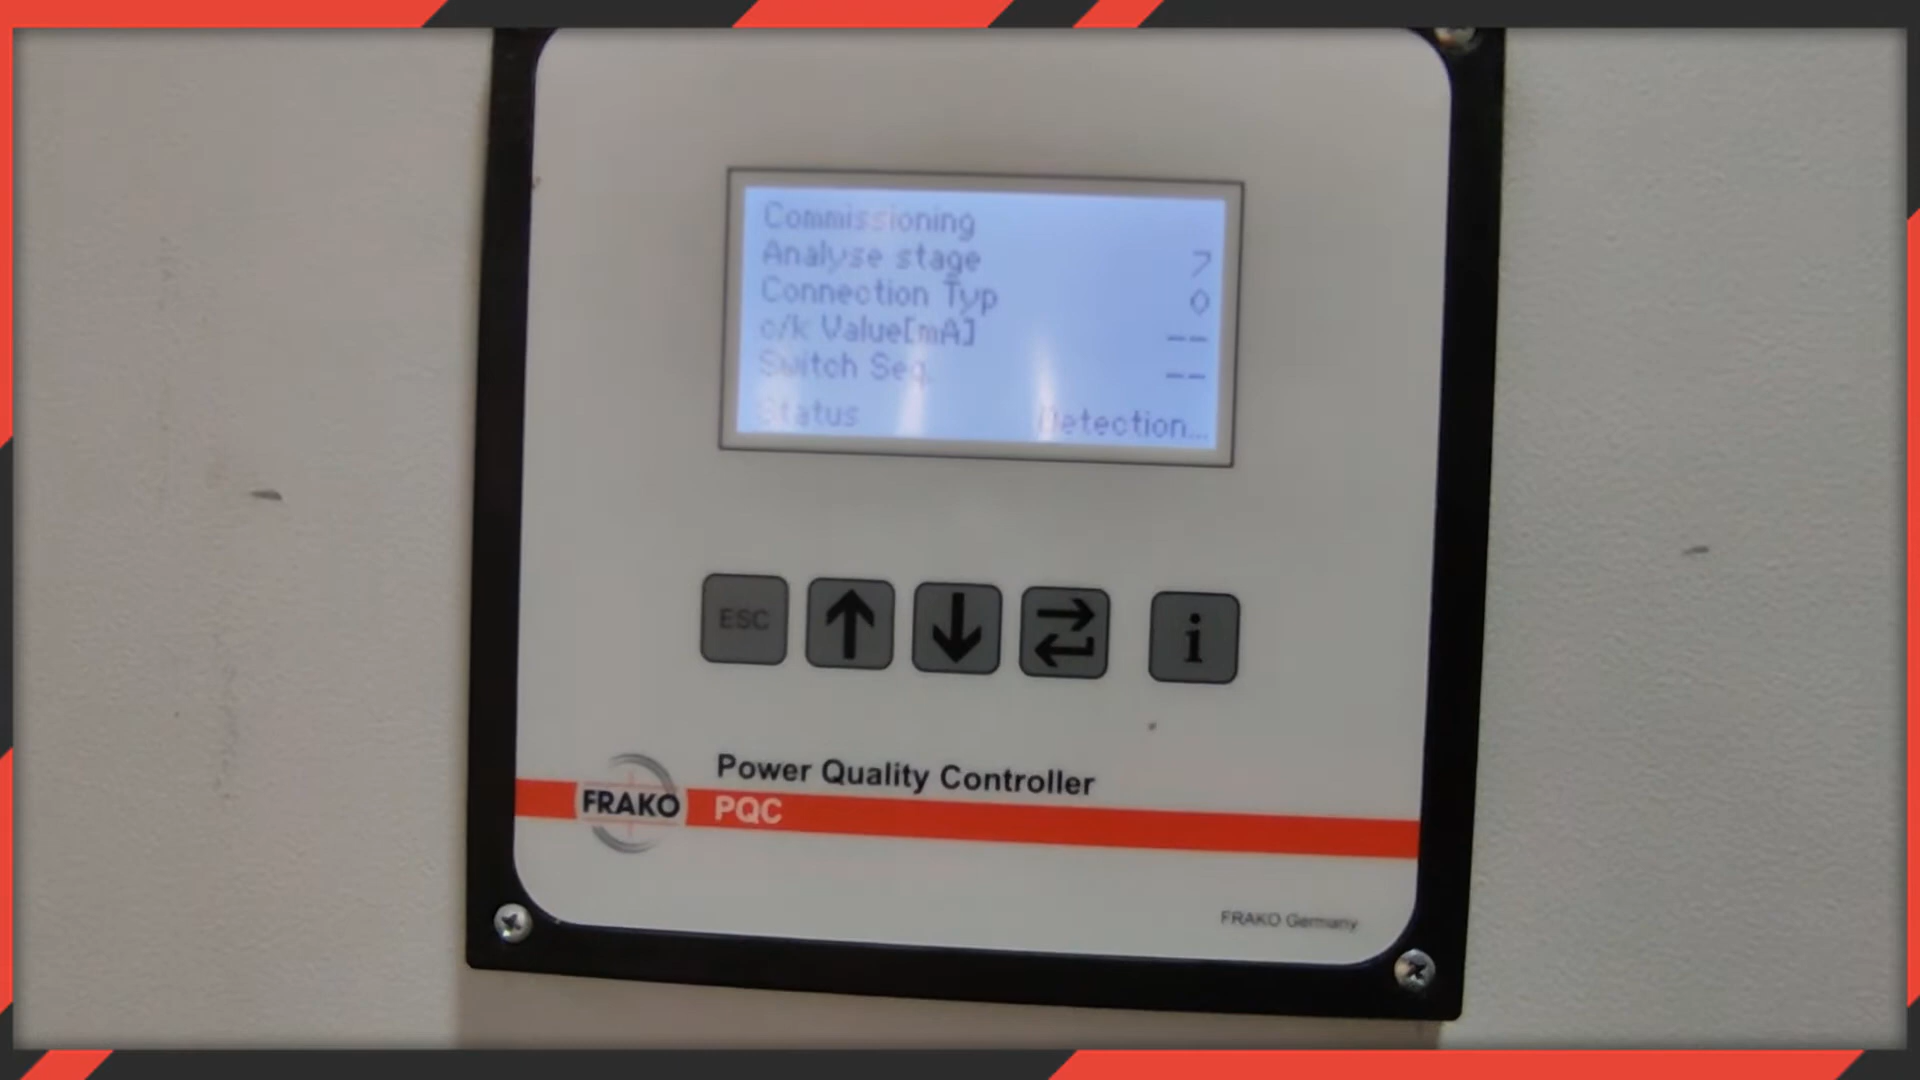 Commissioning
Analyse stage 7
Connection Typ 0
c/k Value[mA] --
Switch Seq. --
Status Detection...
ESC
i
Power Quality Controller
FRAKO PQC
FRAKO Germany